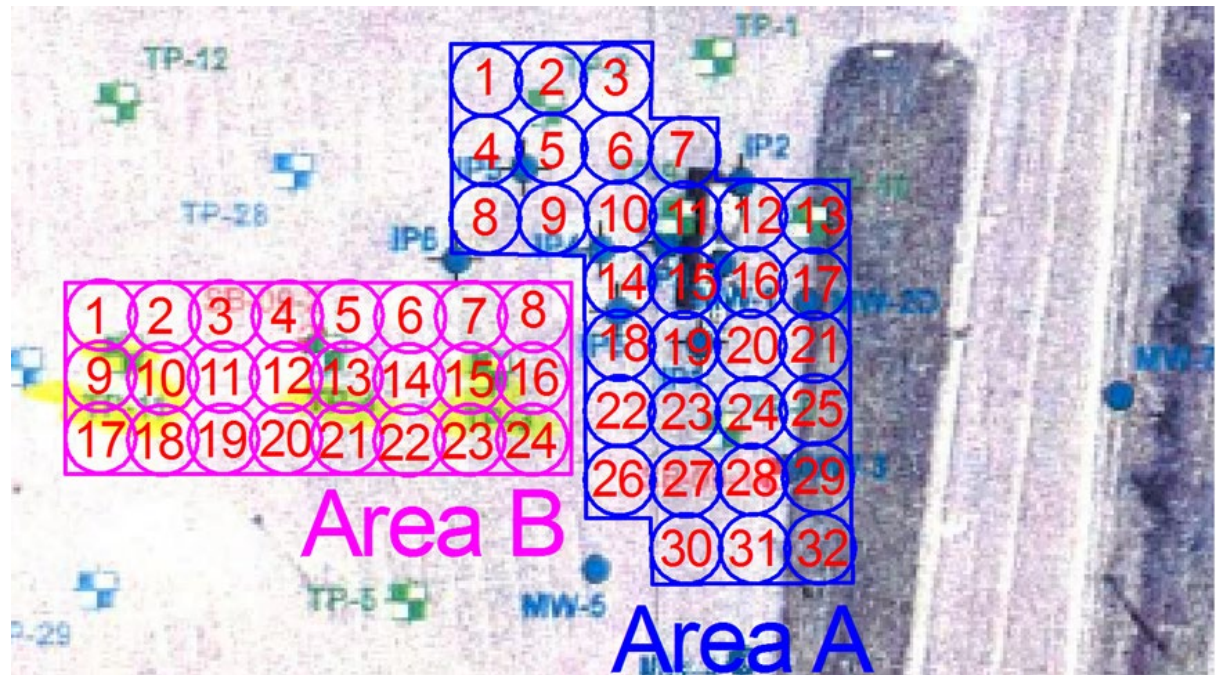 TP-12
TP-1
1 2 3
4 5 6 7
IP2
TP-28
8 9 10 11 12 13
IP6
14 15 16 17
MW-2D
1 2 3 4 5 6 7 8
18 19 20 21
9 10 11 12 13 14 15 16
22 23 24 25
17 18 19 20 21 22 23 24
26 27 28 29
Area B
30 31 32
TP-5
MW-5
Area A